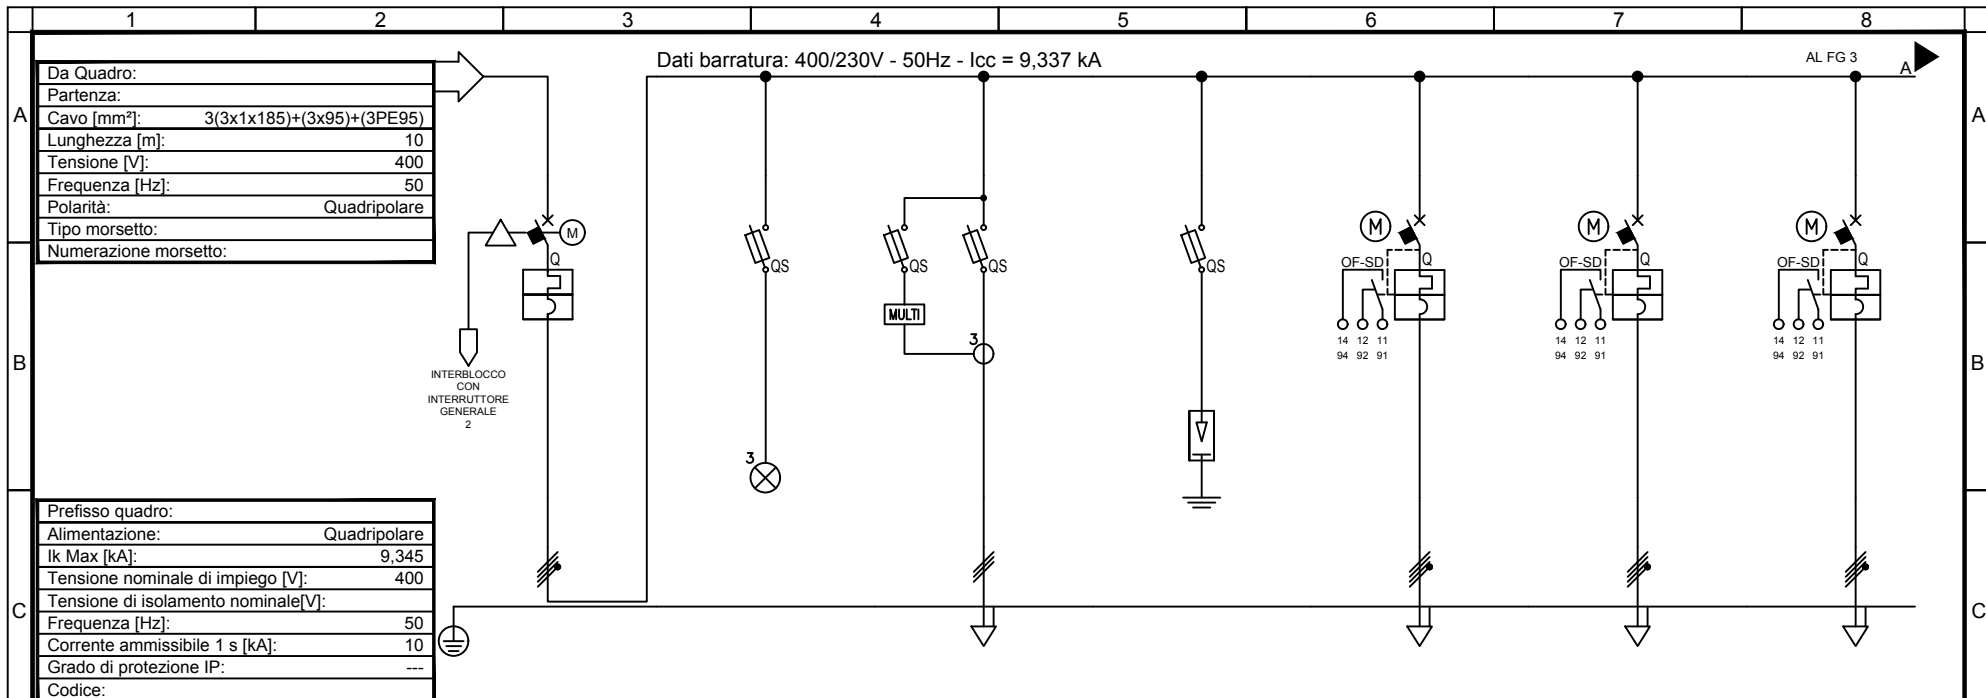 1 2 3 4 5 6 7 8
Dati barratura: 400/230V - 50Hz - Icc = 9,337 kA
AL FG 3
A
A
A
Da Quadro:
Partenza:
Cavo [mm²]: 3(3x1x185)+(3x95)+(3PE95)
Lunghezza [m]: 10
Tensione [V]: 400
Frequenza [Hz]: 50
Polarità: Quadripolare
Tipo morsetto:
Numerazione morsetto:
M
Q
QS
QS
QS
QS
M
Q
OF-SD
M
Q
OF-SD
M
Q
OF-SD
MULTI
3
14 12 11
94 92 91
14 12 11
94 92 91
14 12 11
94 92 91
B
B
INTERBLOCCO
CON
INTERRUTTORE
GENERALE
2
3
Prefisso quadro:
Alimentazione: Quadripolare
Ik Max [kA]: 9,345
Tensione nominale di impiego [V]: 400
Tensione di isolamento nominale[V]:
Frequenza [Hz]: 50
Corrente ammissibile 1 s [kA]: 10
Grado di protezione IP: ---
Codice:
C
C